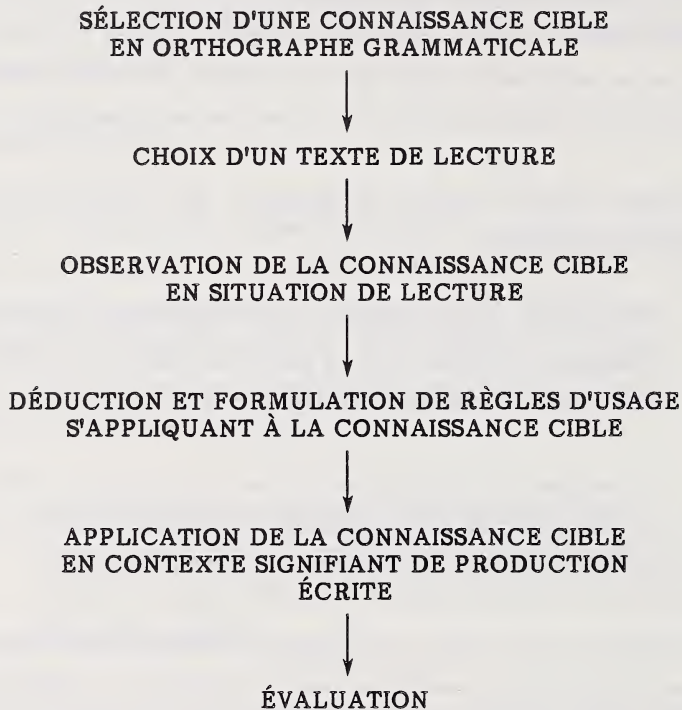 SÉLECTION D'UNE CONNAISSANCE CIBLE
EN ORTHOGRAPHE GRAMMATICALE
CHOIX D'UN TEXTE DE LECTURE
OBSERVATION DE LA CONNAISSANCE CIBLE
EN SITUATION DE LECTURE
DÉDUCTION ET FORMULATION DE RÈGLES D'USAGE
S'APPLIQUANT À LA CONNAISSANCE CIBLE
APPLICATION DE LA CONNAISSANCE CIBLE
EN CONTEXTE SIGNIFIANT DE PRODUCTION
ÉCRITE
ÉVALUATION